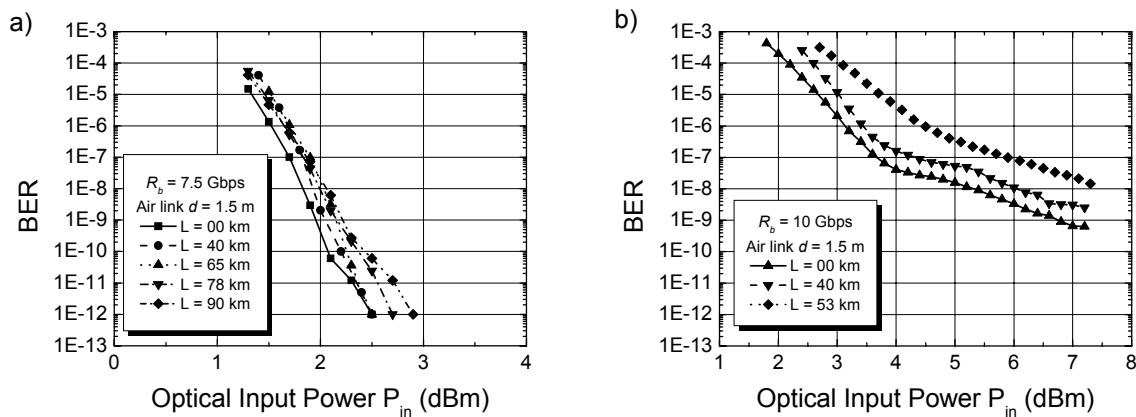 a)
1E-3
1E-4
1E-5
1E-6
1E-7
1E-8
1E-9
1E-10
1E-11
1E-12
1E-13
BER
R_b = 7.5 Gbps
Air link d = 1.5 m
L = 00 km
L = 40 km
L = 65 km
L = 78 km
L = 90 km
0 1 2 3 4
Optical Input Power P_in (dBm)
b)
1E-3
1E-4
1E-5
1E-6
1E-7
1E-8
1E-9
1E-10
1E-11
1E-12
1E-13
BER
R_b = 10 Gbps
Air link d = 1.5 m
L = 00 km
L = 40 km
L = 53 km
1 2 3 4 5 6 7 8
Optical Input Power P_in (dBm)